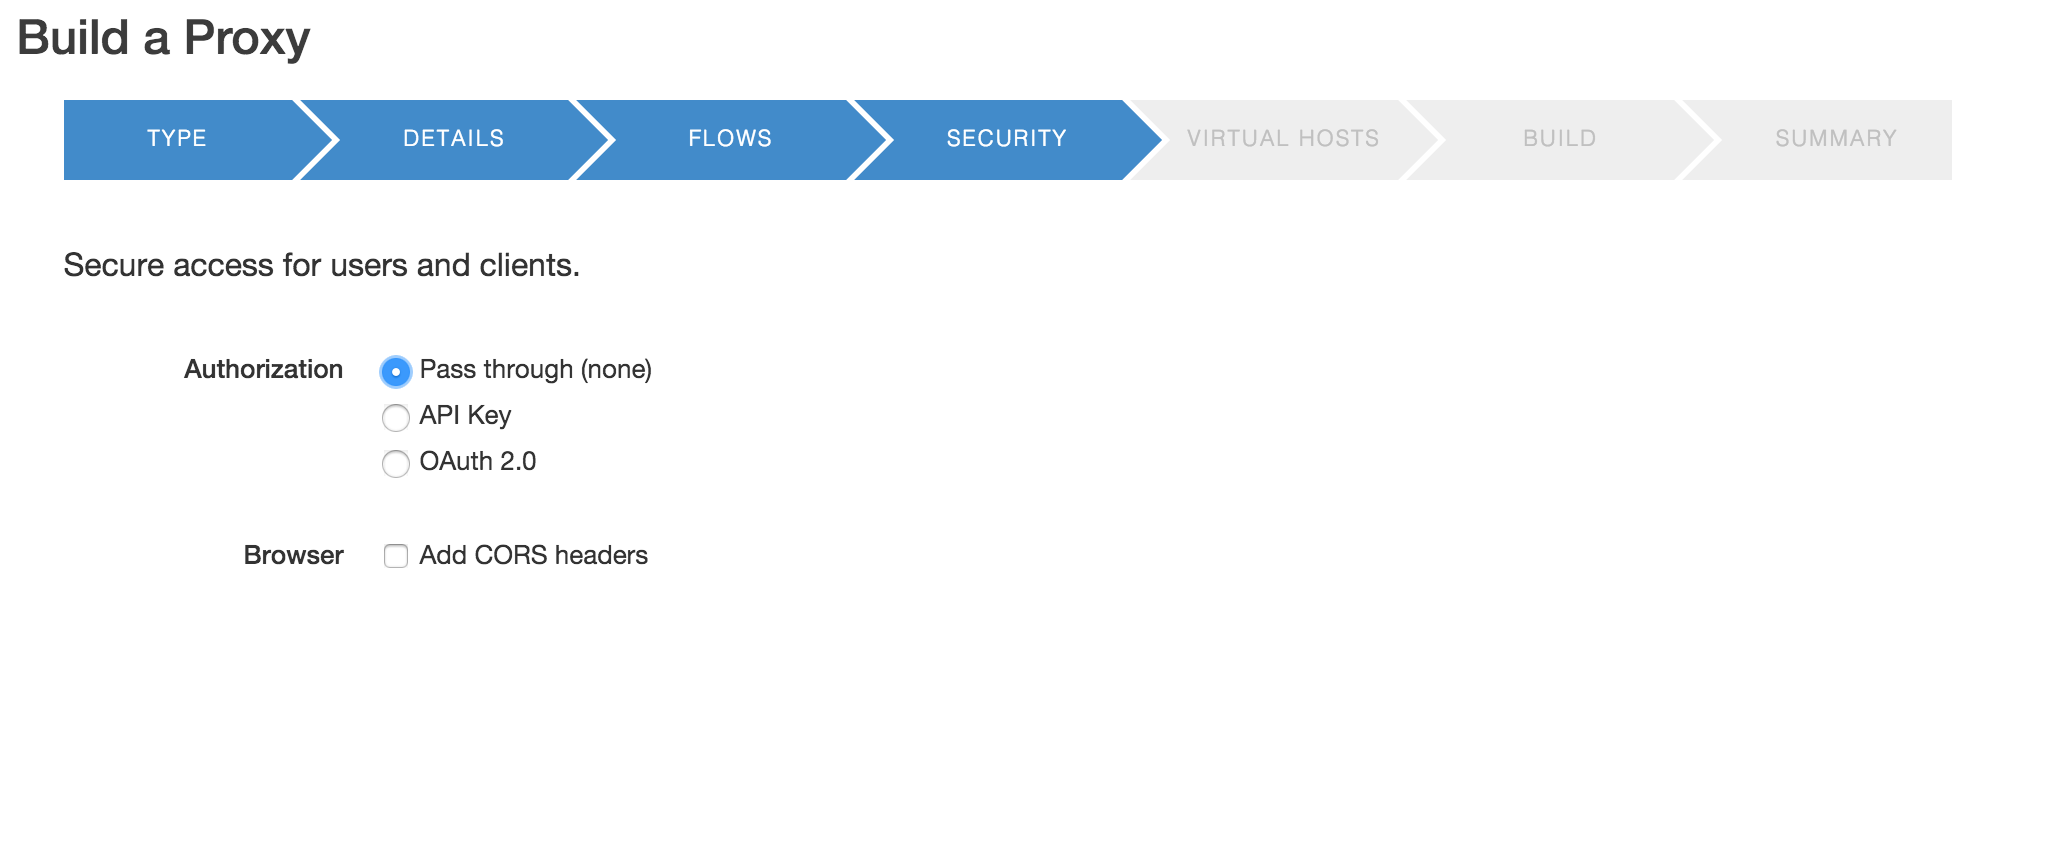 Build a Proxy
TYPE DETAILS FLOWS SECURITY VIRTUAL HOSTS BUILD SUMMARY
Secure access for users and clients.
Authorization Pass through (none)
API Key
OAuth 2.0
Browser Add CORS headers